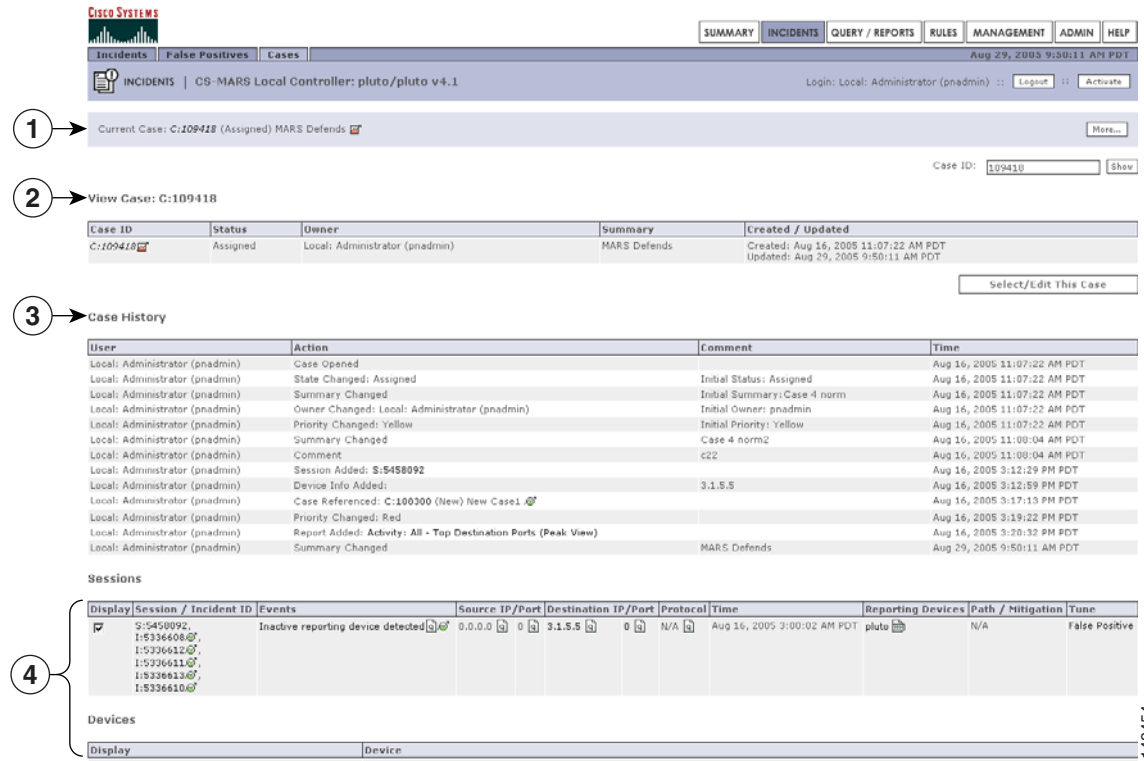 CISCO SYSTEMS
SUMMARY INCIDENTS QUERY / REPORTS RULES MANAGEMENT ADMIN HELP
Incidents False Positives Cases Aug 29, 2005 9:50:11 AM PDT
INCIDENTS | CS-MARS Local Controller: pluto/pluto v4.1 Login: Local: Administrator (pnadmin) :: Logout :: Activate
1 Current Case: C:109418 (Assigned) MARS Defends More...
Case ID: 109418 Show
2 View Case: C:109418
Case ID Status Owner Summary Created / Updated
C:109418 Assigned Local: Administrator (pnadmin) MARS Defends Created: Aug 16, 2005 11:07:22 AM PDT
Updated: Aug 29, 2005 9:50:11 AM PDT
Select/Edit This Case
3 Case History
User Action Comment Time
Local: Administrator (pnadmin) Case Opened Aug 16, 2005 11:07:22 AM PDT
Local: Administrator (pnadmin) State Changed: Assigned Initial Status: Assigned Aug 16, 2005 11:07:22 AM PDT
Local: Administrator (pnadmin) Summary Changed Initial Summary:Case 4 norm Aug 16, 2005 11:07:22 AM PDT
Local: Administrator (pnadmin) Owner Changed: Local: Administrator (pnadmin) Initial Owner: pnadmin Aug 16, 2005 11:07:22 AM PDT
Local: Administrator (pnadmin) Priority Changed: Yellow Initial Priority: Yellow Aug 16, 2005 11:07:22 AM PDT
Local: Administrator (pnadmin) Summary Changed Case 4 norm2 Aug 16, 2005 11:08:04 AM PDT
Local: Administrator (pnadmin) Comment c22 Aug 16, 2005 11:08:04 AM PDT
Local: Administrator (pnadmin) Session Added: S:5458092 Aug 16, 2005 3:12:29 PM PDT
Local: Administrator (pnadmin) Device Info Added: 3.1.5.5 Aug 16, 2005 3:12:59 PM PDT
Local: Administrator (pnadmin) Case Referenced: C:108300 (New) New Case1 Aug 16, 2005 3:17:13 PM PDT
Local: Administrator (pnadmin) Priority Changed: Red Aug 16, 2005 3:19:22 PM PDT
Local: Administrator (pnadmin) Report Added: Activity: All - Top Destination Ports (Peak View) Aug 16, 2005 3:20:32 PM PDT
Local: Administrator (pnadmin) Summary Changed MARS Defends Aug 29, 2005 9:50:11 AM PDT
Sessions
Display Session / Incident ID Events Source IP/Port Destination IP/Port Protocol Time Reporting Devices Path / Mitigation Tune
S:5458092, Inactive reporting device detected q 0.0.0.0 q 0 q 3.1.5.5 q 0 q N/A q Aug 16, 2005 3:00:02 AM PDT pluto N/A False Positive
I:5336608,
I:5336612,
I:5336611,
I:5336613,
I:5336610
4
Devices
Display Device